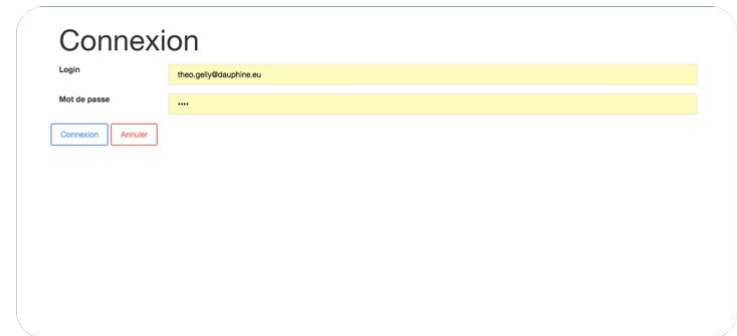 Connexion
Login theo.gelly@dauphine.eu
Mot de passe ••••
Connexion Annuler